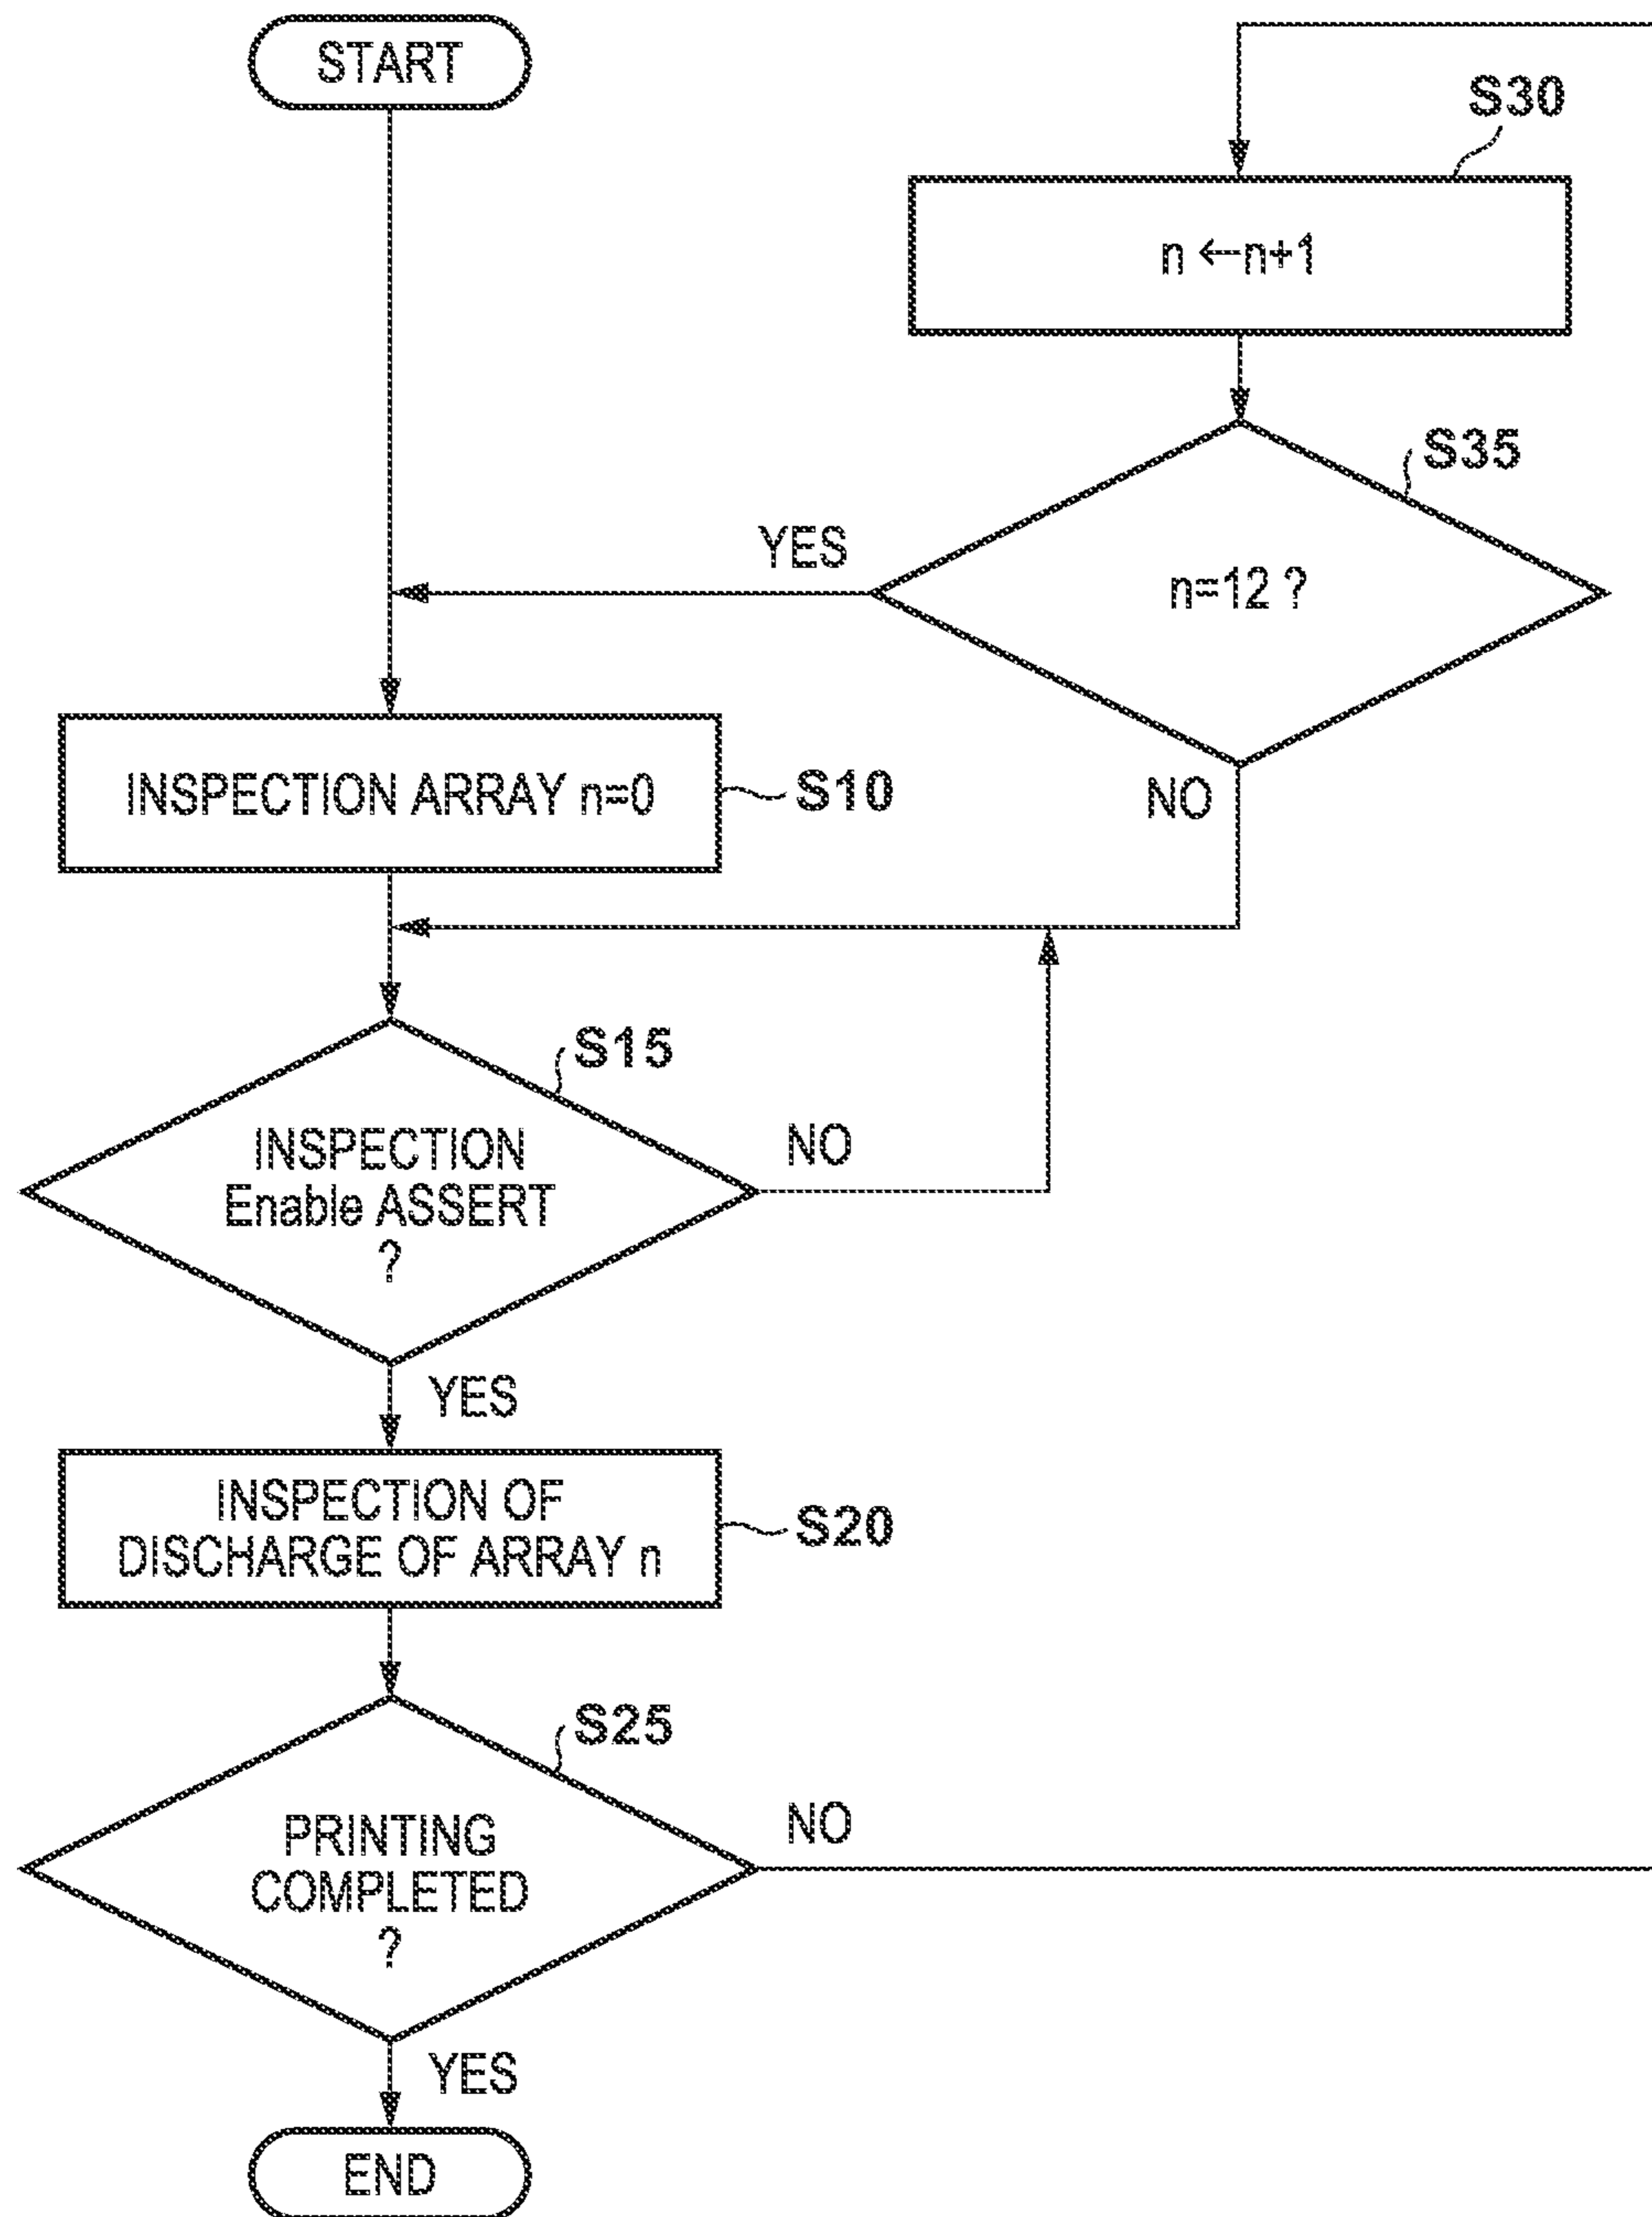 START
S30
n ←n+1
S35
YES
n=12 ?
INSPECTION ARRAY n=0
S10
NO
S15
INSPECTION
Enable ASSERT
?
NO
YES
INSPECTION OF
DISCHARGE OF ARRAY n
S20
S25
PRINTING
COMPLETED
?
NO
YES
END